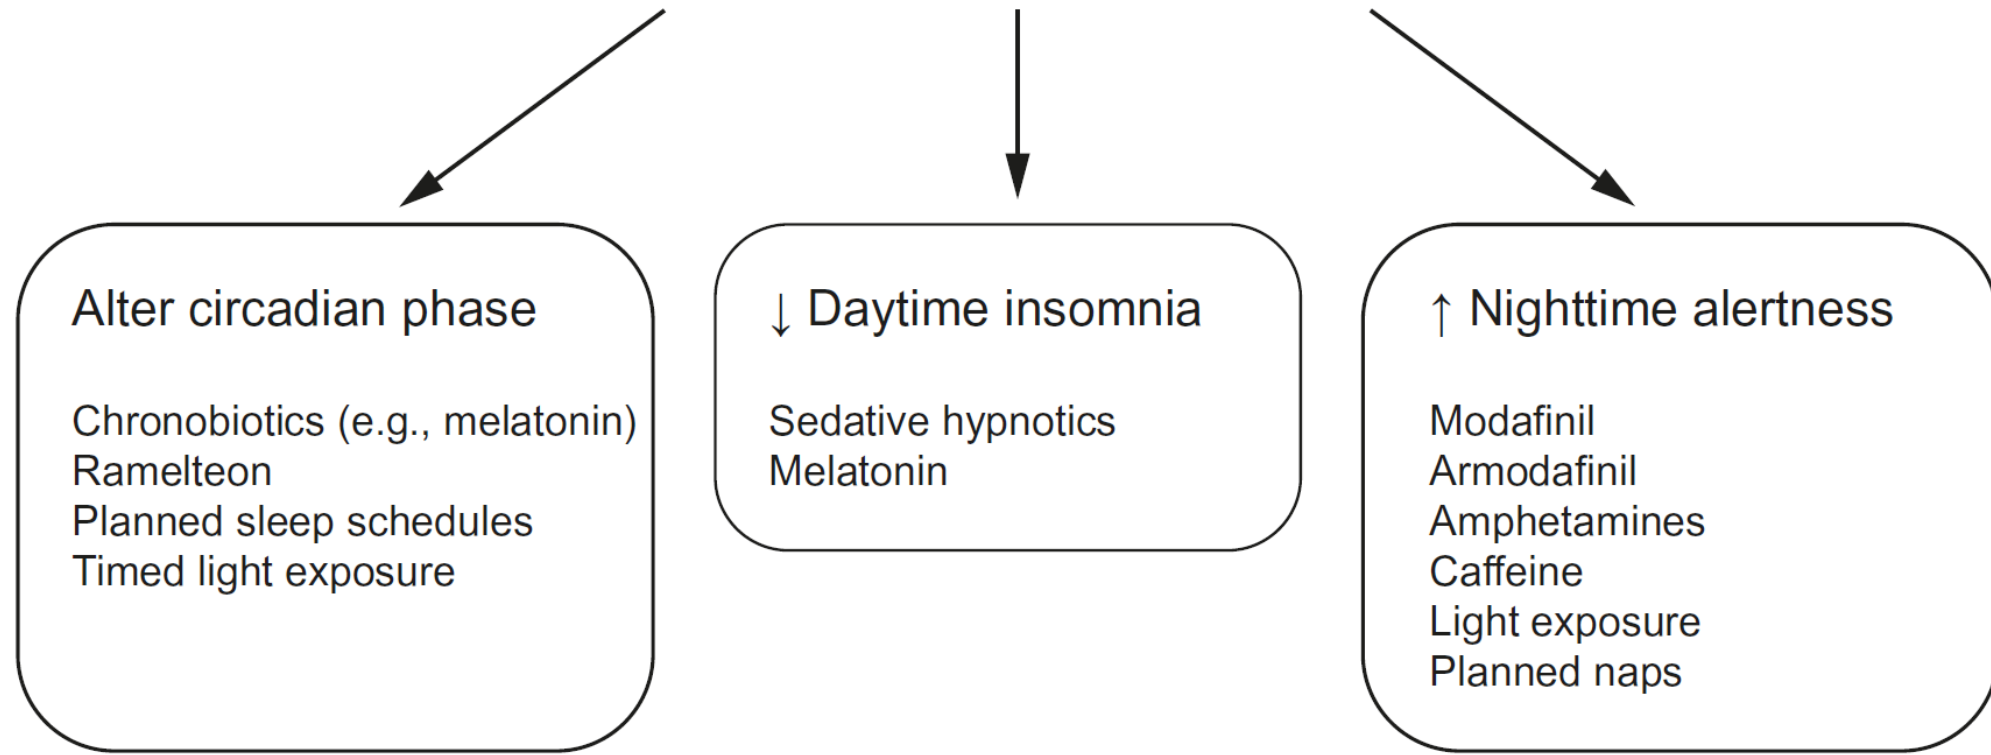 Alter circadian phase
Chronobiotics (e.g., melatonin)
Ramelteon
Planned sleep schedules
Timed light exposure
↓ Daytime insomnia
Sedative hypnotics
Melatonin
↑ Nighttime alertness
Modafinil
Armodafinil
Amphetamines
Caffeine
Light exposure
Planned naps